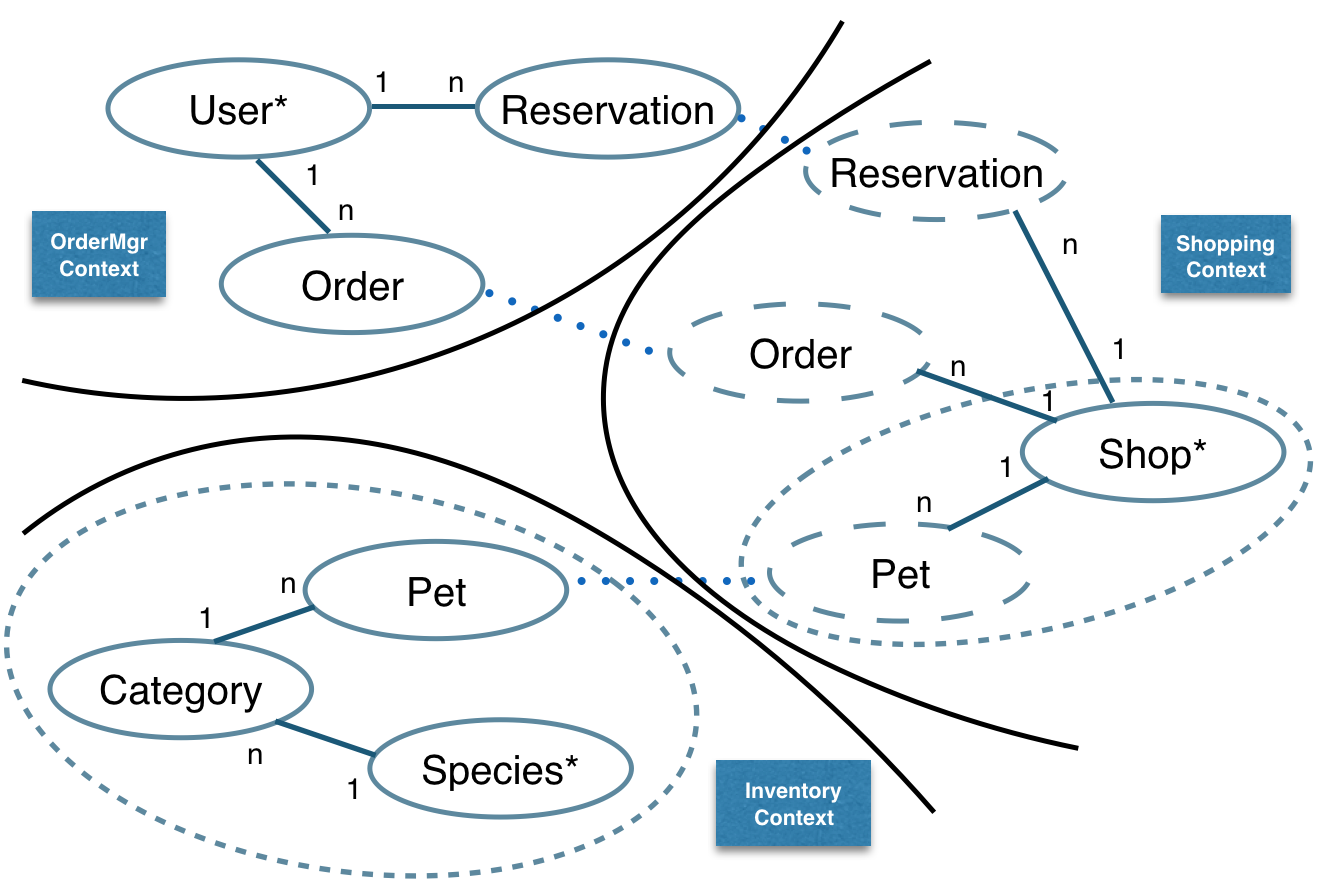 User*
1
n
Reservation
1
n
OrderMgr
Context
Order
Reservation
n
Shopping
Context
1
Order
n
1
Shop*
1
n
Pet
n
Pet
1
Category
n
1
Species*
Inventory
Context